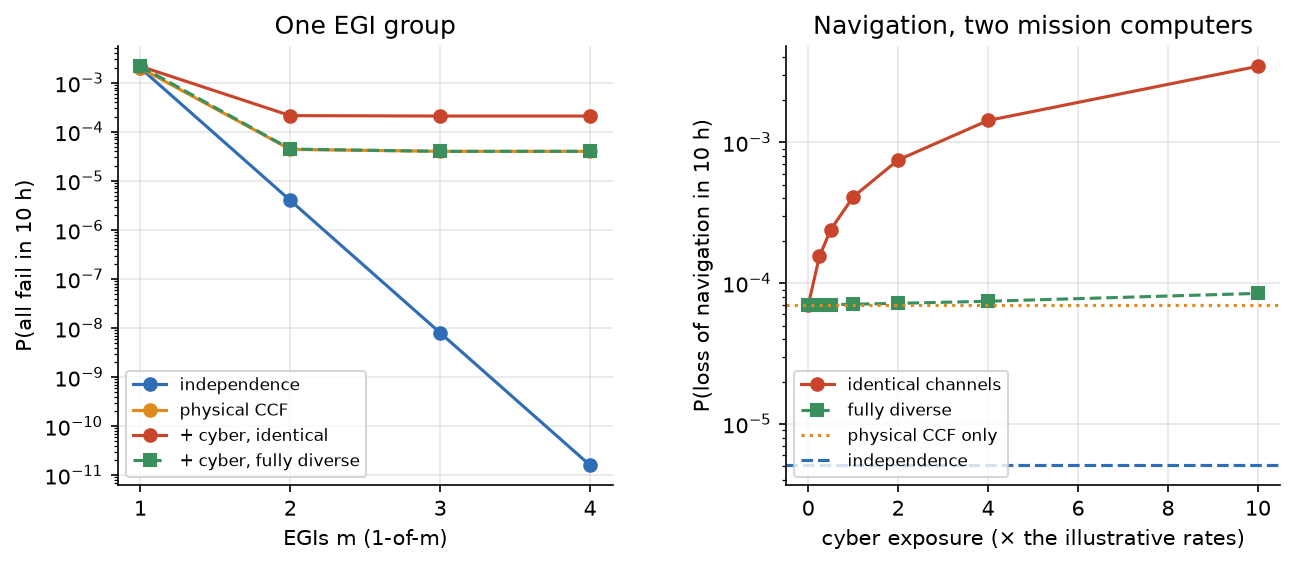 One EGI group
P(all fail in 10 h)
10⁻³
10⁻⁴
10⁻⁵
10⁻⁶
10⁻⁷
10⁻⁸
10⁻⁹
10⁻¹⁰
10⁻¹¹
independence
physical CCF
+ cyber, identical
+ cyber, fully diverse
1 2 3 4
EGIs m (1-of-m)
Navigation, two mission computers
P(loss of navigation in 10 h)
10⁻³
10⁻⁴
10⁻⁵
identical channels
fully diverse
physical CCF only
independence
0 2 4 6 8 10
cyber exposure (× the illustrative rates)